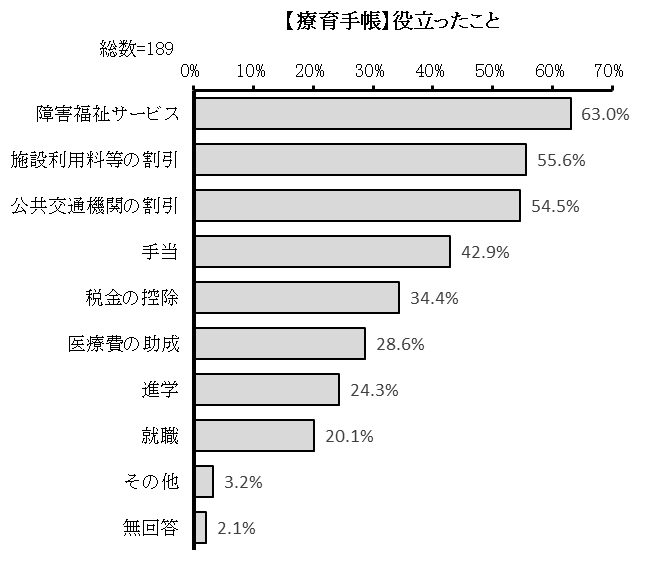 【療育手帳】役立ったこと
総数=189
0% 10% 20% 30% 40% 50% 60% 70%
障害福祉サービス 63.0%
施設利用料等の割引 55.6%
公共交通機関の割引 54.5%
手当 42.9%
税金の控除 34.4%
医療費の助成 28.6%
進学 24.3%
就職 20.1%
その他 3.2%
無回答 2.1%